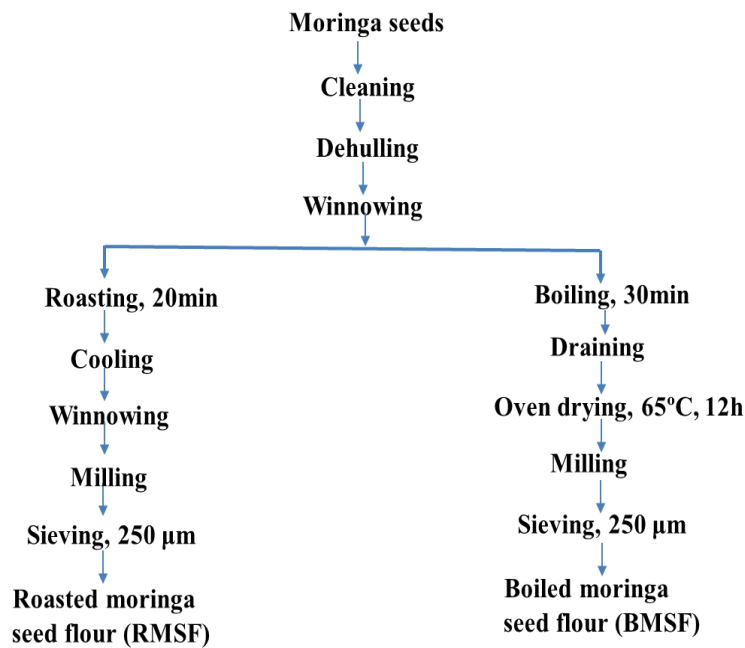 Moringa seeds
Cleaning
Dehulling
Winnowing
Roasting, 20min
Cooling
Winnowing
Milling
Sieving, 250 µm
Roasted moringa
seed flour (RMSF)
Boiling, 30min
Draining
Oven drying, 65ºC, 12h
Milling
Sieving, 250 µm
Boiled moringa
seed flour (BMSF)